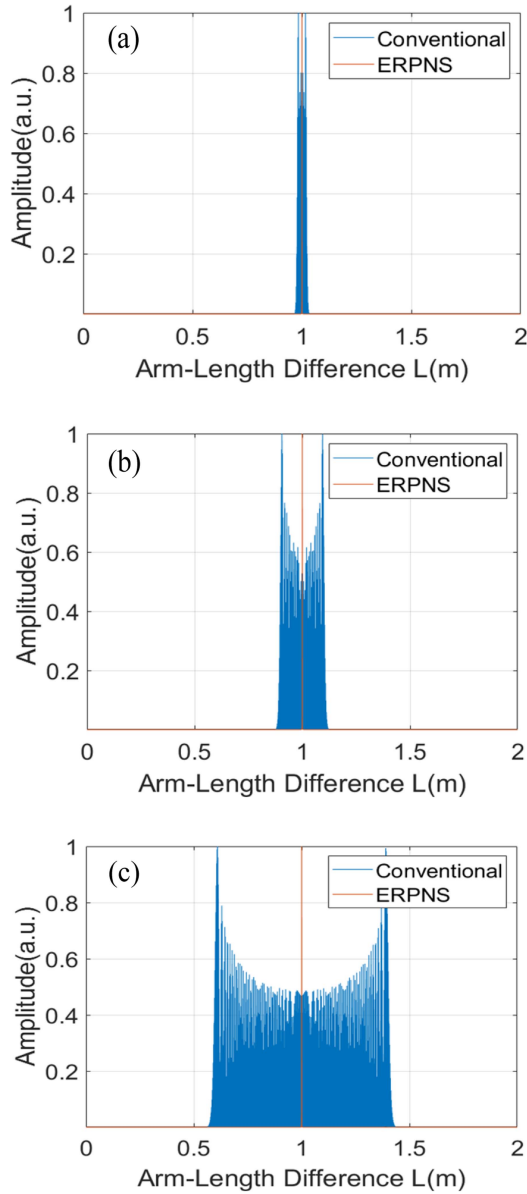 (a)
Conventional
ERPNS
1
0.8
0.6
0.4
0.2
Amplitude(a.u.)
0 0.5 1 1.5 2
Arm-Length Difference L(m)
(b)
Conventional
ERPNS
1
0.8
0.6
0.4
0.2
Amplitude(a.u.)
0 0.5 1 1.5 2
Arm-Length Difference L(m)
(c)
Conventional
ERPNS
1
0.8
0.6
0.4
0.2
Amplitude(a.u.)
0 0.5 1 1.5 2
Arm-Length Difference L(m)